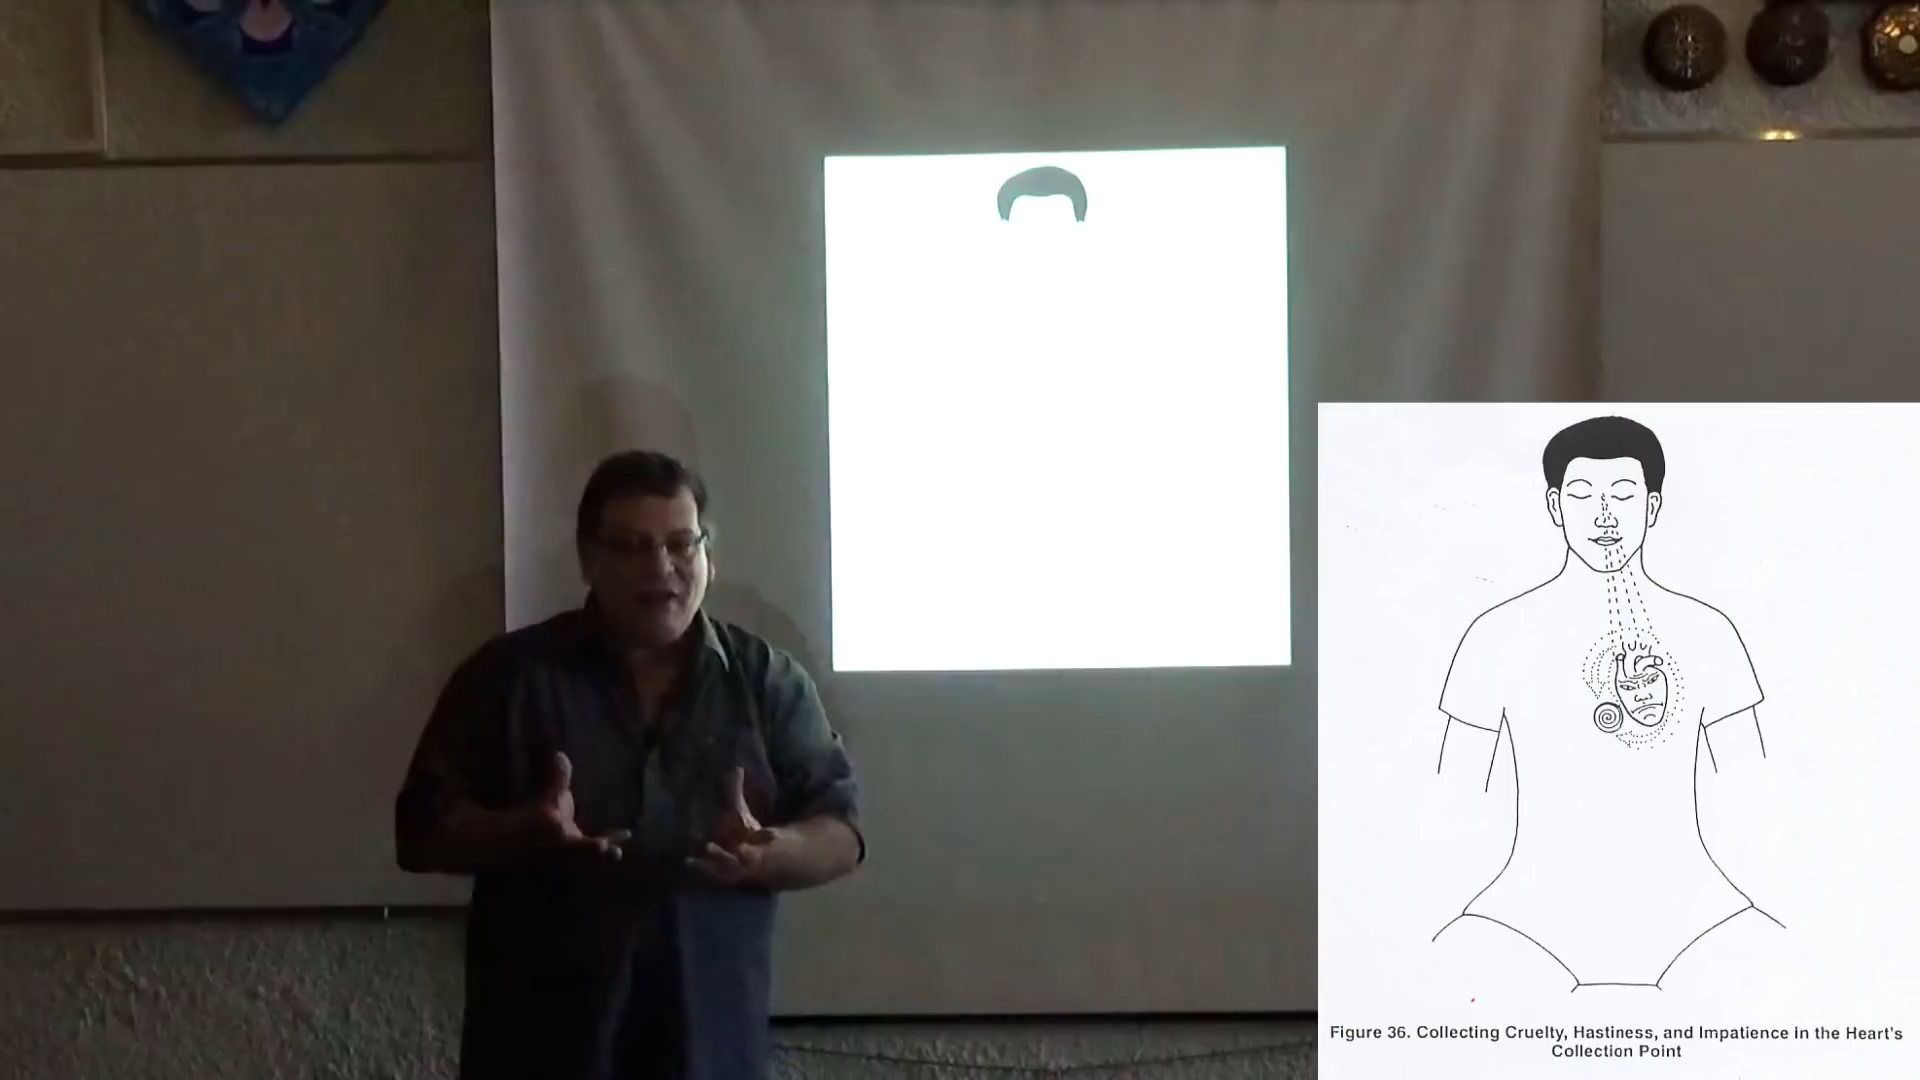 Figure 36. Collecting Cruelty, Hastiness, and Impatience in the Heart's
Collection Point